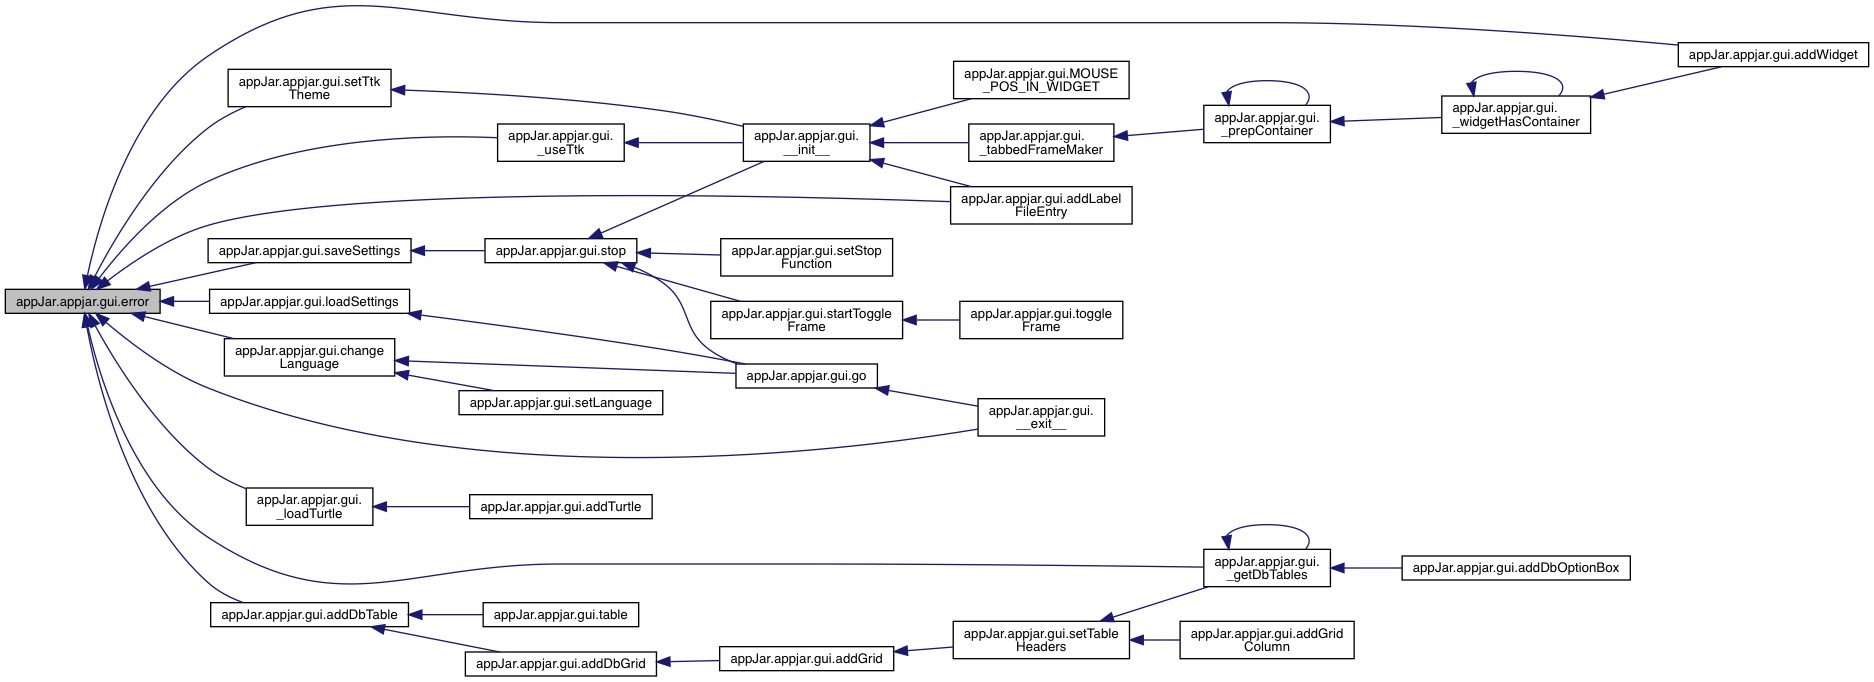 appJar.appjar.gui.error
appJar.appjar.gui.setTtk
Theme
appJar.appjar.gui.
_useTtk
appJar.appjar.gui.saveSettings
appJar.appjar.gui.loadSettings
appJar.appjar.gui.change
Language
appJar.appjar.gui.setLanguage
appJar.appjar.gui.
_loadTurtle
appJar.appjar.gui.addTurtle
appJar.appjar.gui.addDbTable
appJar.appjar.gui.table
appJar.appjar.gui.addDbGrid
appJar.appjar.gui.stop
appJar.appjar.gui.
__init__
appJar.appjar.gui.setStop
Function
appJar.appjar.gui.startToggle
Frame
appJar.appjar.gui.go
appJar.appjar.gui.addGrid
appJar.appjar.gui.MOUSE
_POS_IN_WIDGET
appJar.appjar.gui.
_tabbedFrameMaker
appJar.appjar.gui.addLabel
FileEntry
appJar.appjar.gui.toggle
Frame
appJar.appjar.gui.
__exit__
appJar.appjar.gui.setTable
Headers
appJar.appjar.gui.
_prepContainer
appJar.appjar.gui.
_getDbTables
appJar.appjar.gui.addGrid
Column
appJar.appjar.gui.
_widgetHasContainer
appJar.appjar.gui.addDbOptionBox
appJar.appjar.gui.addWidget